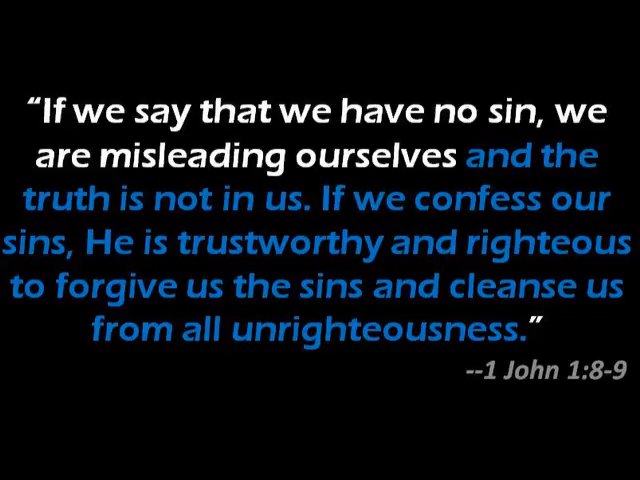 “If we say that we have no sin, we
are misleading ourselves and the
truth is not in us. If we confess our
sins, He is trustworthy and righteous
to forgive us the sins and cleanse us
from all unrighteousness.”
--1 John 1:8-9